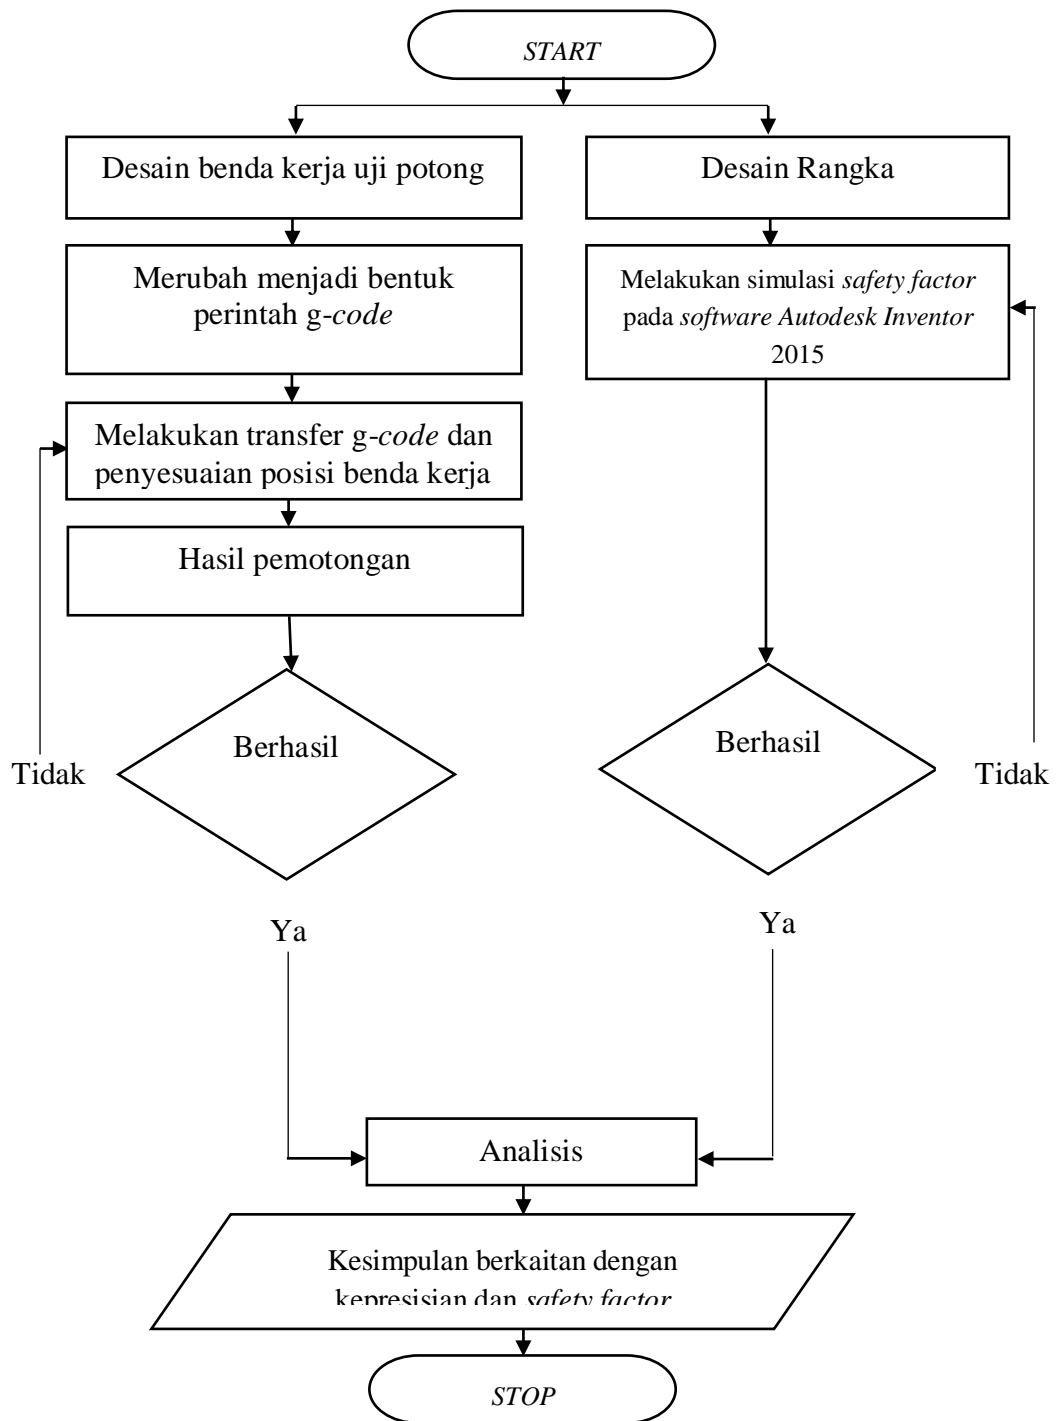 START
Desain benda kerja uji potong
Desain Rangka
Merubah menjadi bentuk
perintah g-code
Melakukan simulasi safety factor
pada software Autodesk Inventor
2015
Melakukan transfer g-code dan
penyesuaian posisi benda kerja
Hasil pemotongan
Berhasil
Berhasil
Tidak
Tidak
Ya
Ya
Analisis
Kesimpulan berkaitan dengan
kepresisian dan safety factor
STOP